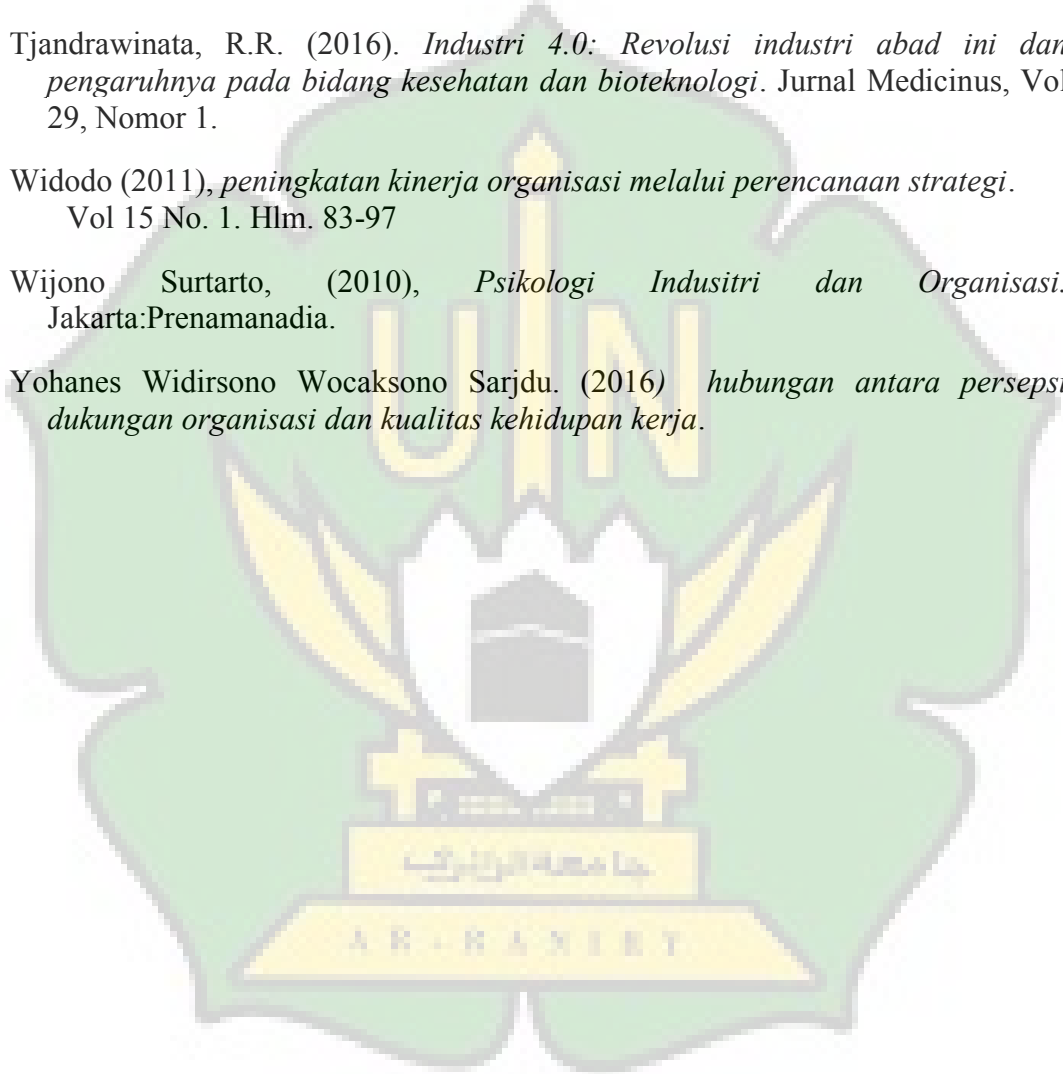 Tjandrawinata, R.R. (2016). Industri 4.0: Revolusi industri abad ini dan
pengaruhnya pada bidang kesehatan dan bioteknologi. Jurnal Medicinus, Vol
29, Nomor 1.
Widodo (2011), peningkatan kinerja organisasi melalui perencanaan strategi.
Vol 15 No. 1. Hlm. 83-97
Wijono Surtarto, (2010), Psikologi Indusitri dan Organisasi.
Jakarta:Prenamanadia.
Yohanes Widirsono Wocaksono Sarjdu. (2016) hubungan antara persepsi
dukungan organisasi dan kualitas kehidupan kerja.
UIN
جامعة الرانيري
AR-RANIRY